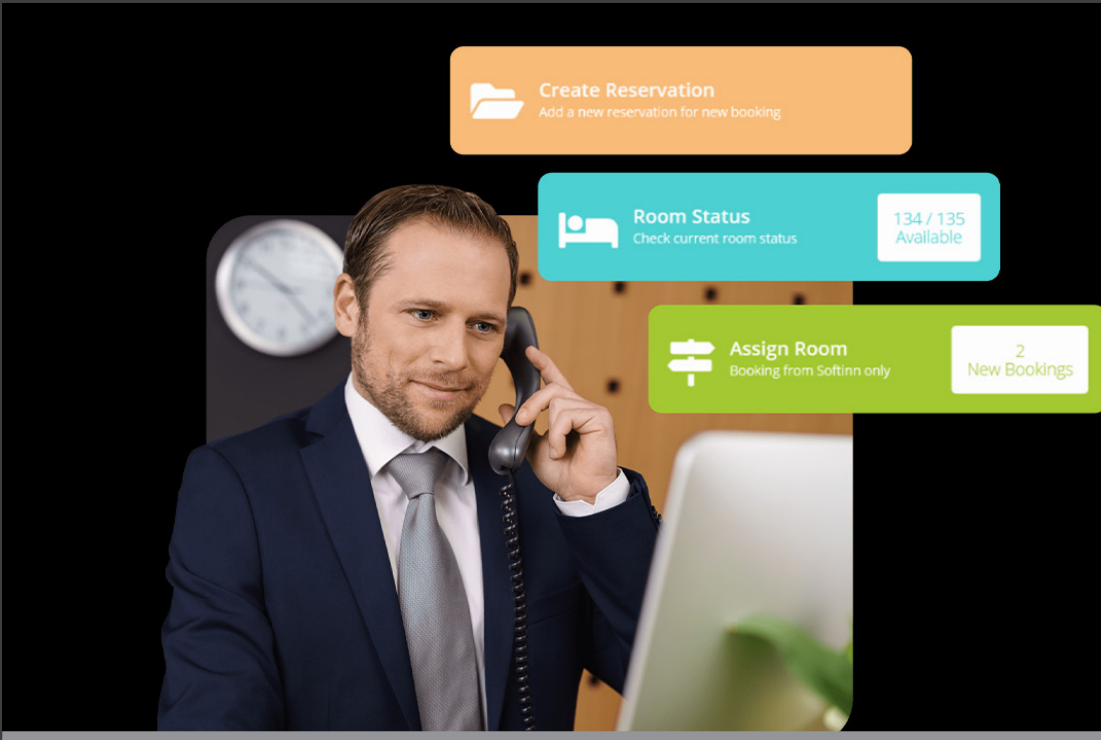 Create Reservation
Add a new reservation for new booking
Room Status
Check current room status
134 / 135
Available
Assign Room
Booking from Softinn only
2
New Bookings